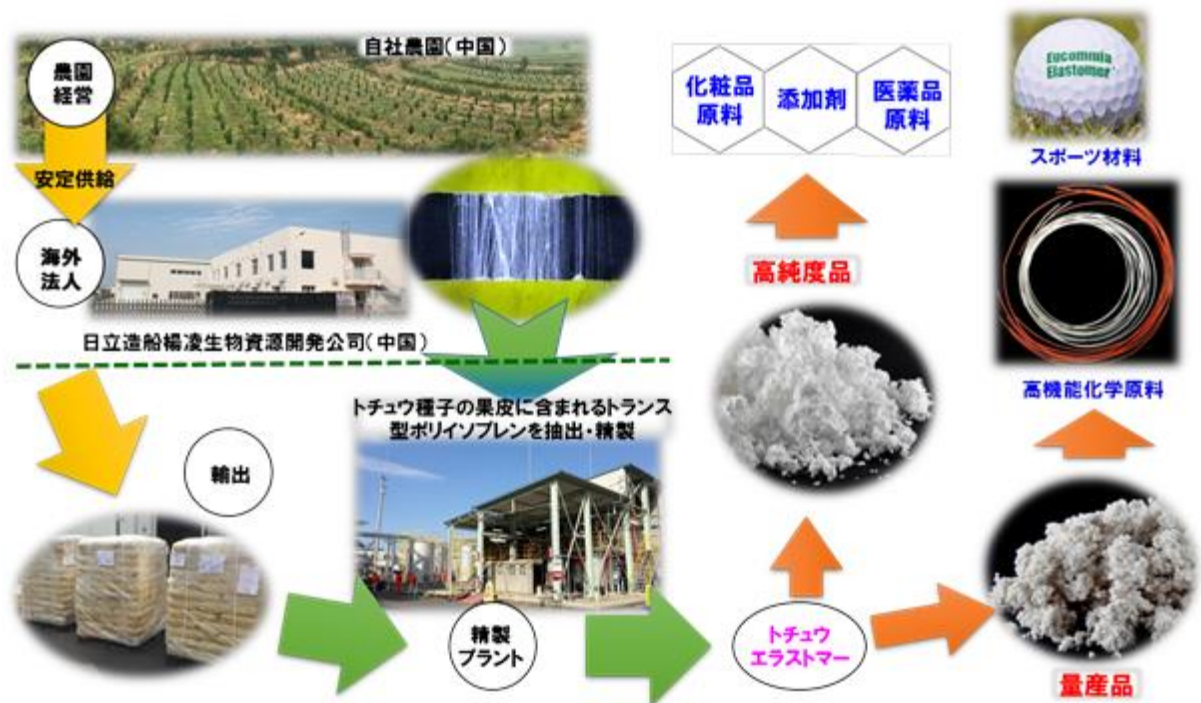 自社農園(中国)
農園
経営
安定供給
海外
法人
日立造船楊凌生物資源開発公司(中国)
輸出
トチュウ種子の果皮に含まれるトランス
型ポリイソプレンを抽出・精製
精製
プラント
トチュウ
エラストマー
高純度品
化粧品
原料
添加剤
医薬品
原料
量産品
高機能化学原料
スポーツ材料
Eucommia
Elastomer